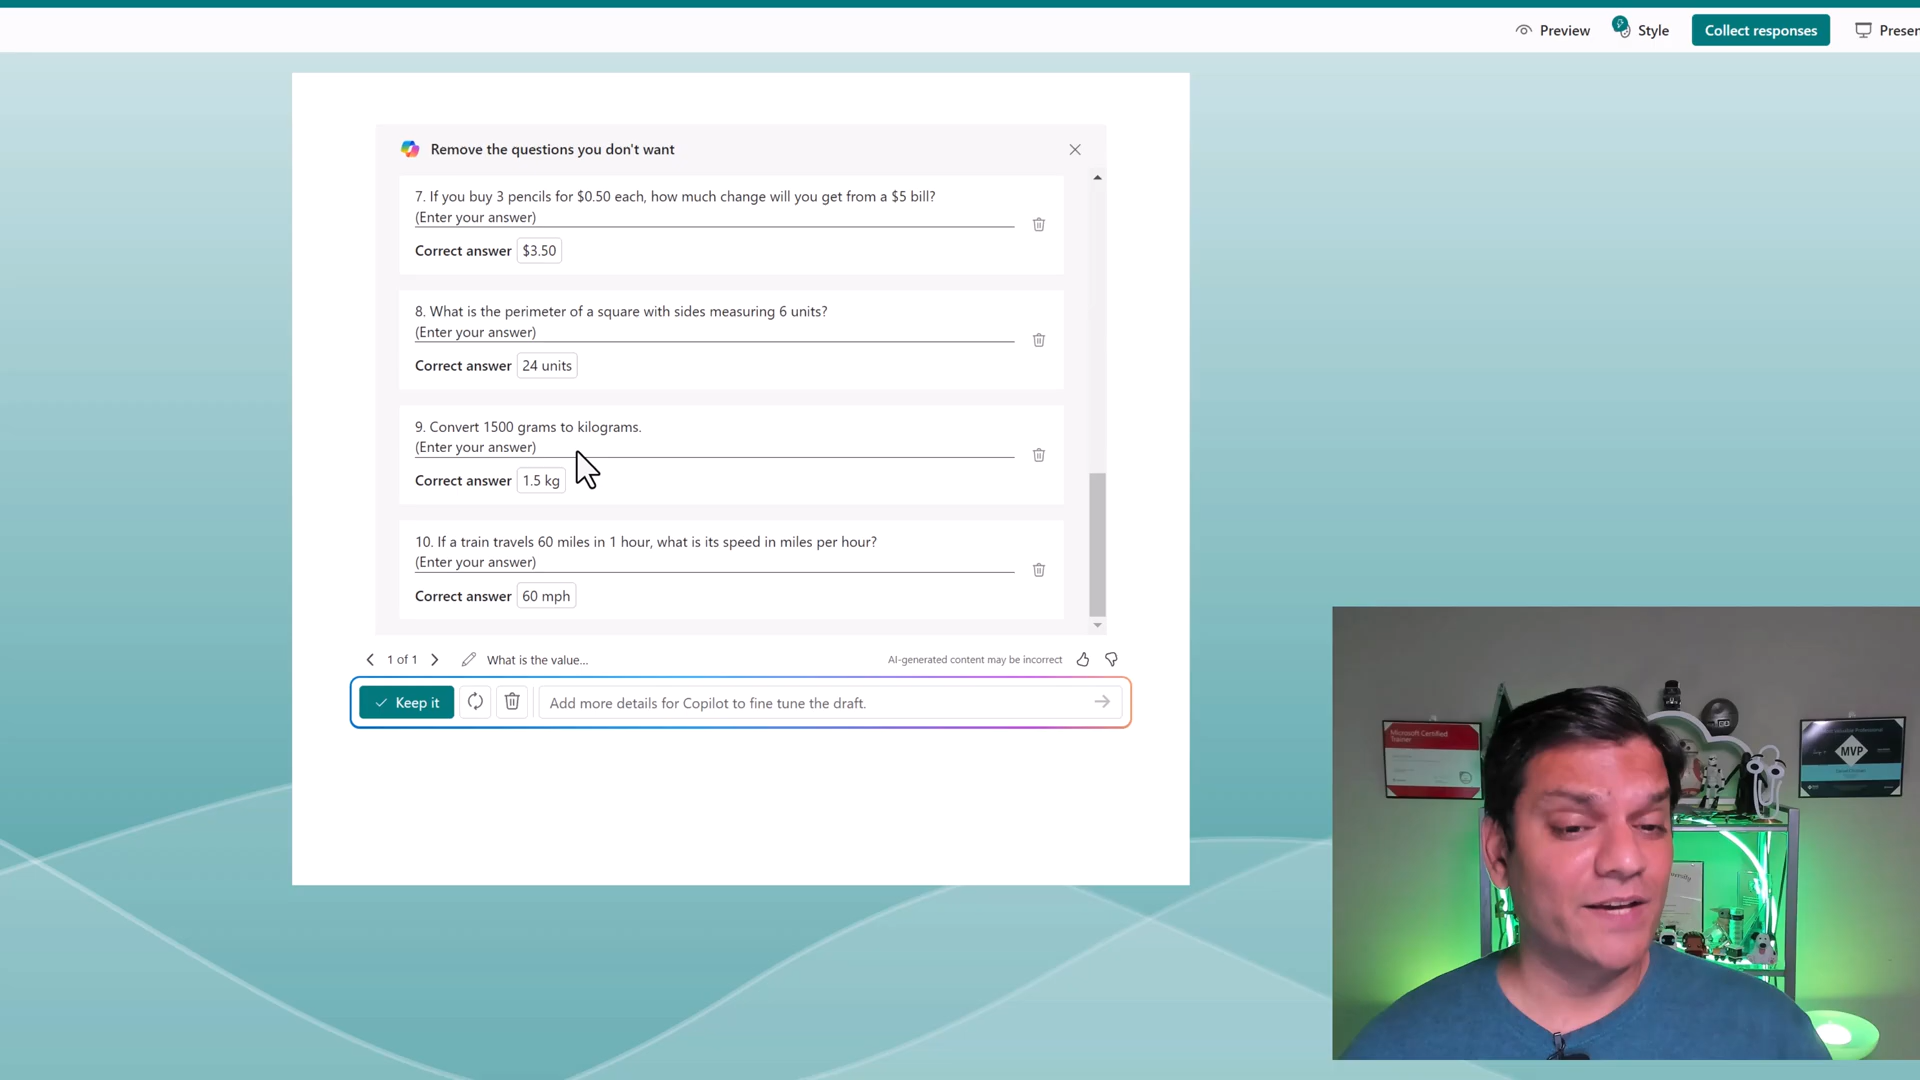 Preview
Style
Collect responses
Presen
Remove the questions you don't want
7. If you buy 3 pencils for $0.50 each, how much change will you get from a $5 bill?
(Enter your answer)
Correct answer $3.50
8. What is the perimeter of a square with sides measuring 6 units?
(Enter your answer)
Correct answer 24 units
9. Convert 1500 grams to kilograms.
(Enter your answer)
Correct answer 1.5 kg
10. If a train travels 60 miles in 1 hour, what is its speed in miles per hour?
(Enter your answer)
Correct answer 60 mph
1 of 1
What is the value...
AI-generated content may be incorrect
Keep it
Add more details for Copilot to fine tune the draft.
Microsoft Certified
Trainer
MVP